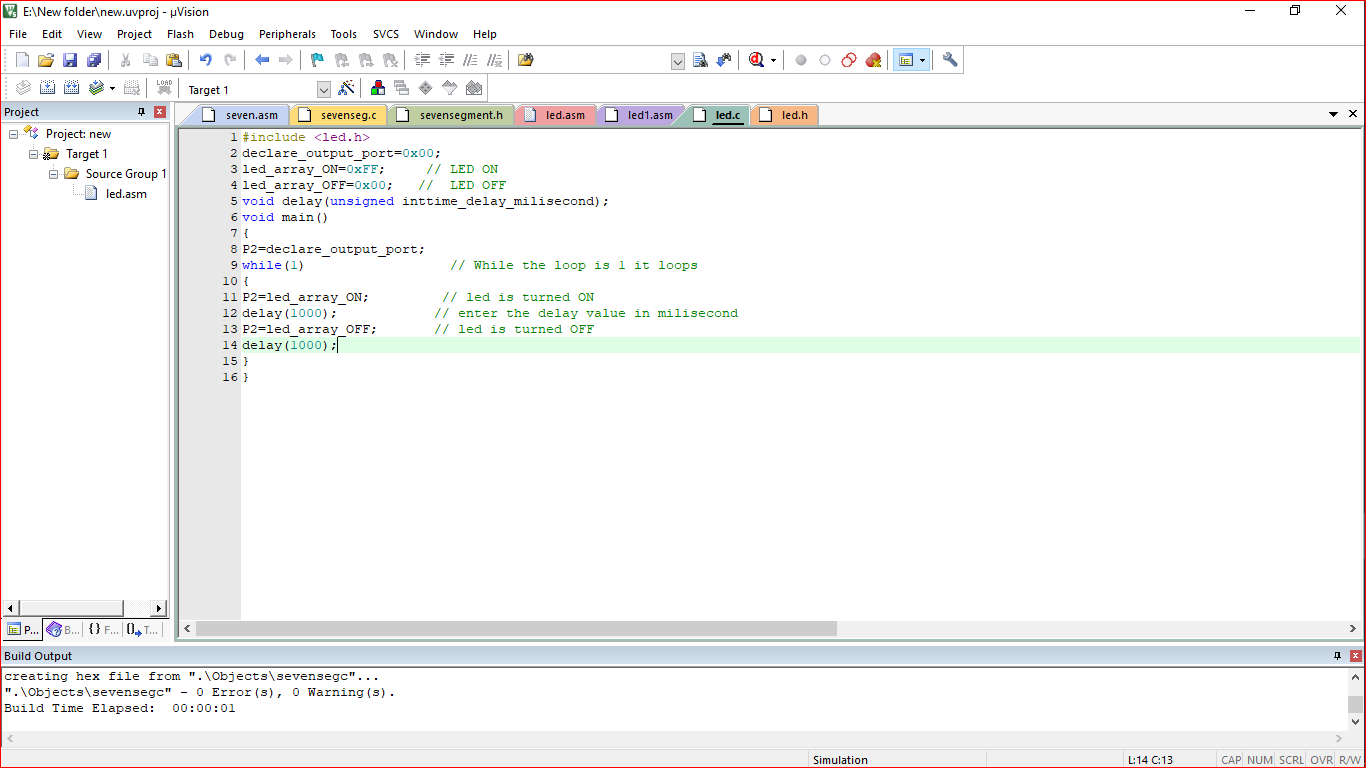 E:\New folder\new.uvproj - µVision
File Edit View Project Flash Debug Peripherals Tools SVCS Window Help
LOAD Target 1
Project
seven.asm sevenseg.c sevensegment.h led.asm led1.asm led.c led.h
Project: new
Target 1
Source Group 1
led.asm
1 #include <led.h>
2 declare_output_port=0x00;
3 led_array_ON=0xFF; // LED ON
4 led_array_OFF=0x00; // LED OFF
5 void delay(unsigned inttime_delay_milisecond);
6 void main()
7 {
8 P2=declare_output_port;
9 while(1) // While the loop is 1 it loops
10 {
11 P2=led_array_ON; // led is turned ON
12 delay(1000); // enter the delay value in milisecond
13 P2=led_array_OFF; // led is turned OFF
14 delay(1000);
15 }
16 }
P... B... {} F... T...
Build Output
creating hex file from ".\Objects\sevensegc"...
".\Objects\sevensegc" - 0 Error(s), 0 Warning(s).
Build Time Elapsed: 00:00:01
Simulation L:14 C:13 CAP NUM SCRL OVR R/W